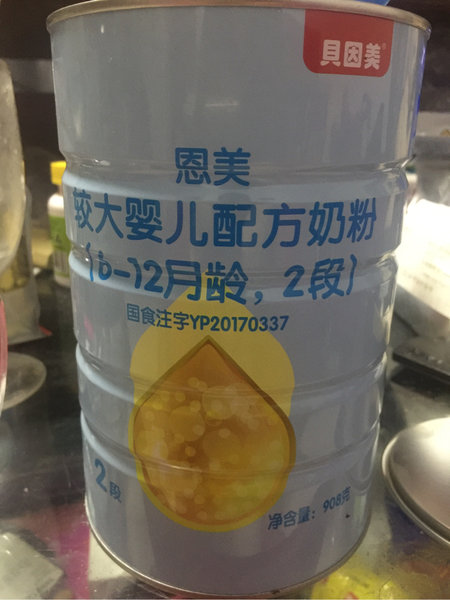 貝因美®
恩美
较大婴儿配方奶粉
(6-12月龄，2段)
国食注字YP20170337
2段
净含量：908克